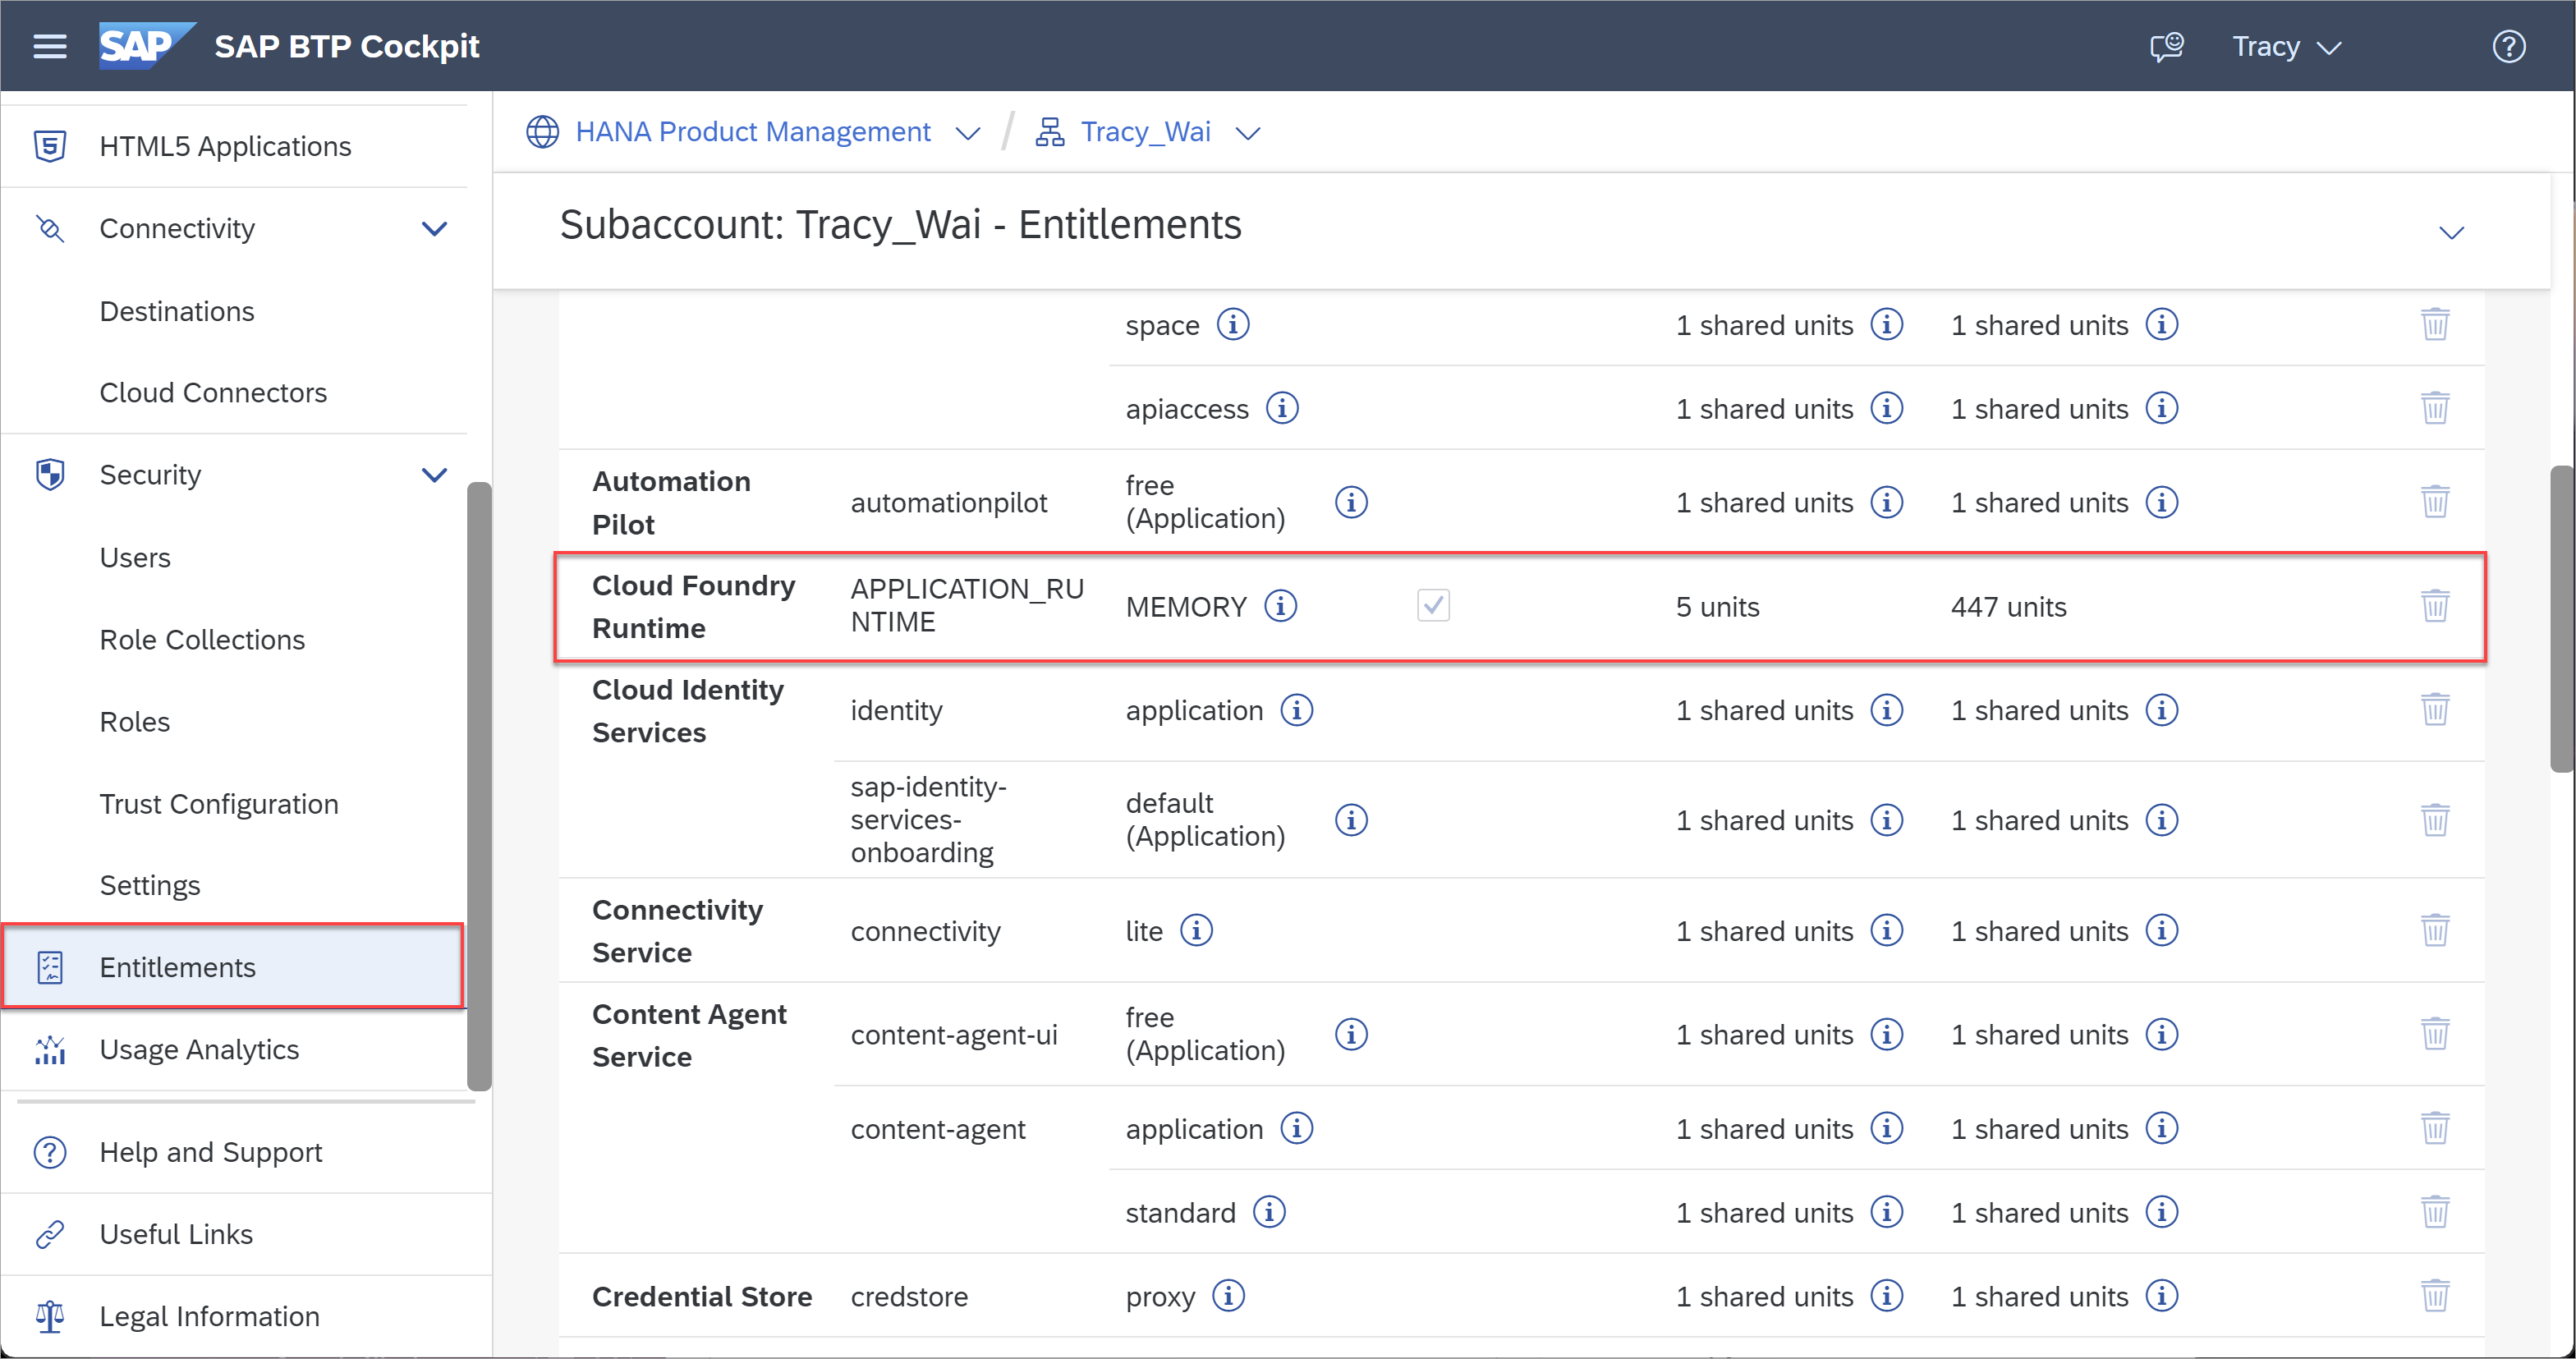 SAP SAP BTP Cockpit Tracy
HTML5 Applications
Connectivity
Destinations
Cloud Connectors
Security
Users
Role Collections
Roles
Trust Configuration
Settings
Entitlements
Usage Analytics
Help and Support
Useful Links
Legal Information
HANA Product Management / Tracy_Wai
Subaccount: Tracy_Wai - Entitlements
space 1 shared units 1 shared units
apiaccess 1 shared units 1 shared units
Automation
Pilot
automationpilot
free
(Application)
1 shared units 1 shared units
Cloud Foundry
Runtime
APPLICATION_RU
NTIME
MEMORY 5 units 447 units
Cloud Identity
Services
identity application 1 shared units 1 shared units
sap-identity-
services-
onboarding
default
(Application)
1 shared units 1 shared units
Connectivity
Service
connectivity lite 1 shared units 1 shared units
Content Agent
Service
content-agent-ui
free
(Application)
1 shared units 1 shared units
content-agent application 1 shared units 1 shared units
standard 1 shared units 1 shared units
Credential Store credstore proxy 1 shared units 1 shared units